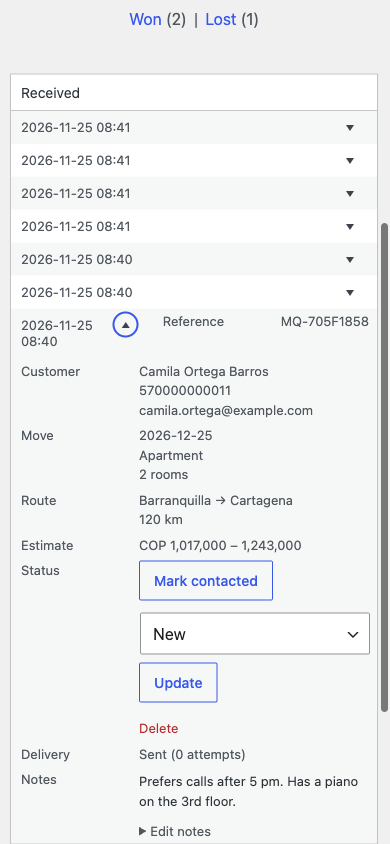 Won (2) | Lost (1)
Received
2026-11-25 08:41
2026-11-25 08:41
2026-11-25 08:41
2026-11-25 08:41
2026-11-25 08:40
2026-11-25 08:40
2026-11-25
08:40
Reference MQ-705F1858
Customer Camila Ortega Barros
570000000011
camila.ortega@example.com
Move 2026-12-25
Apartment
2 rooms
Route Barranquilla → Cartagena
120 km
Estimate COP 1,017,000 – 1,243,000
Status Mark contacted
New
Update
Delete
Delivery Sent (0 attempts)
Notes Prefers calls after 5 pm. Has a piano
on the 3rd floor.
Edit notes